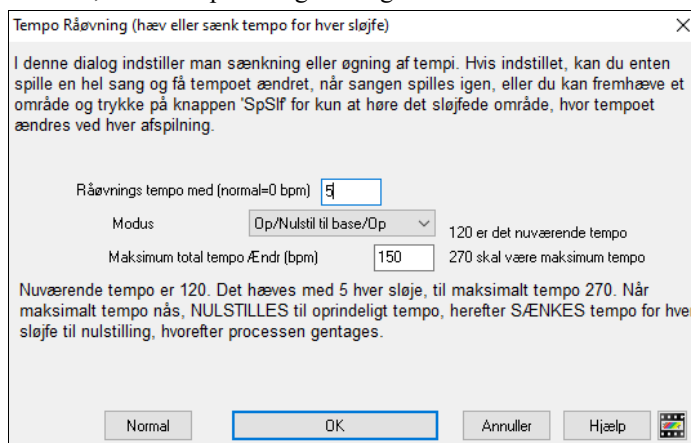 Tempo Råøvning (hæv eller sænk tempo for hver sløjfe)
I denne dialog indstiller man sænkning eller øgning af tempi. Hvis indstillet, kan du enten
spille en hel sang og få tempoet ændret, når sangen spilles igen, eller du kan fremhæve et
område og trykke på knappen 'SpSlf' for kun at høre det sløjfede område, hvor tempoet
ændres ved hver afspilning.
Råøvnings tempo med (normal=0 bpm) 5
Modus Op/Nulstil til base/Op
120 er det nuværende tempo
Maksimum total tempo Ændr (bpm) 150 270 skal være maksimum tempo
Nuværende tempo er 120. Det hæves med 5 hver sløje, til maksimalt tempo 270. Når
maksimalt tempo nås, NULSTILLES til oprindeligt tempo, herefter SÆNKES tempo for hver
sløjfe til nulstilling, hvorefter processen gentages.
Normal OK Annuller Hjælp